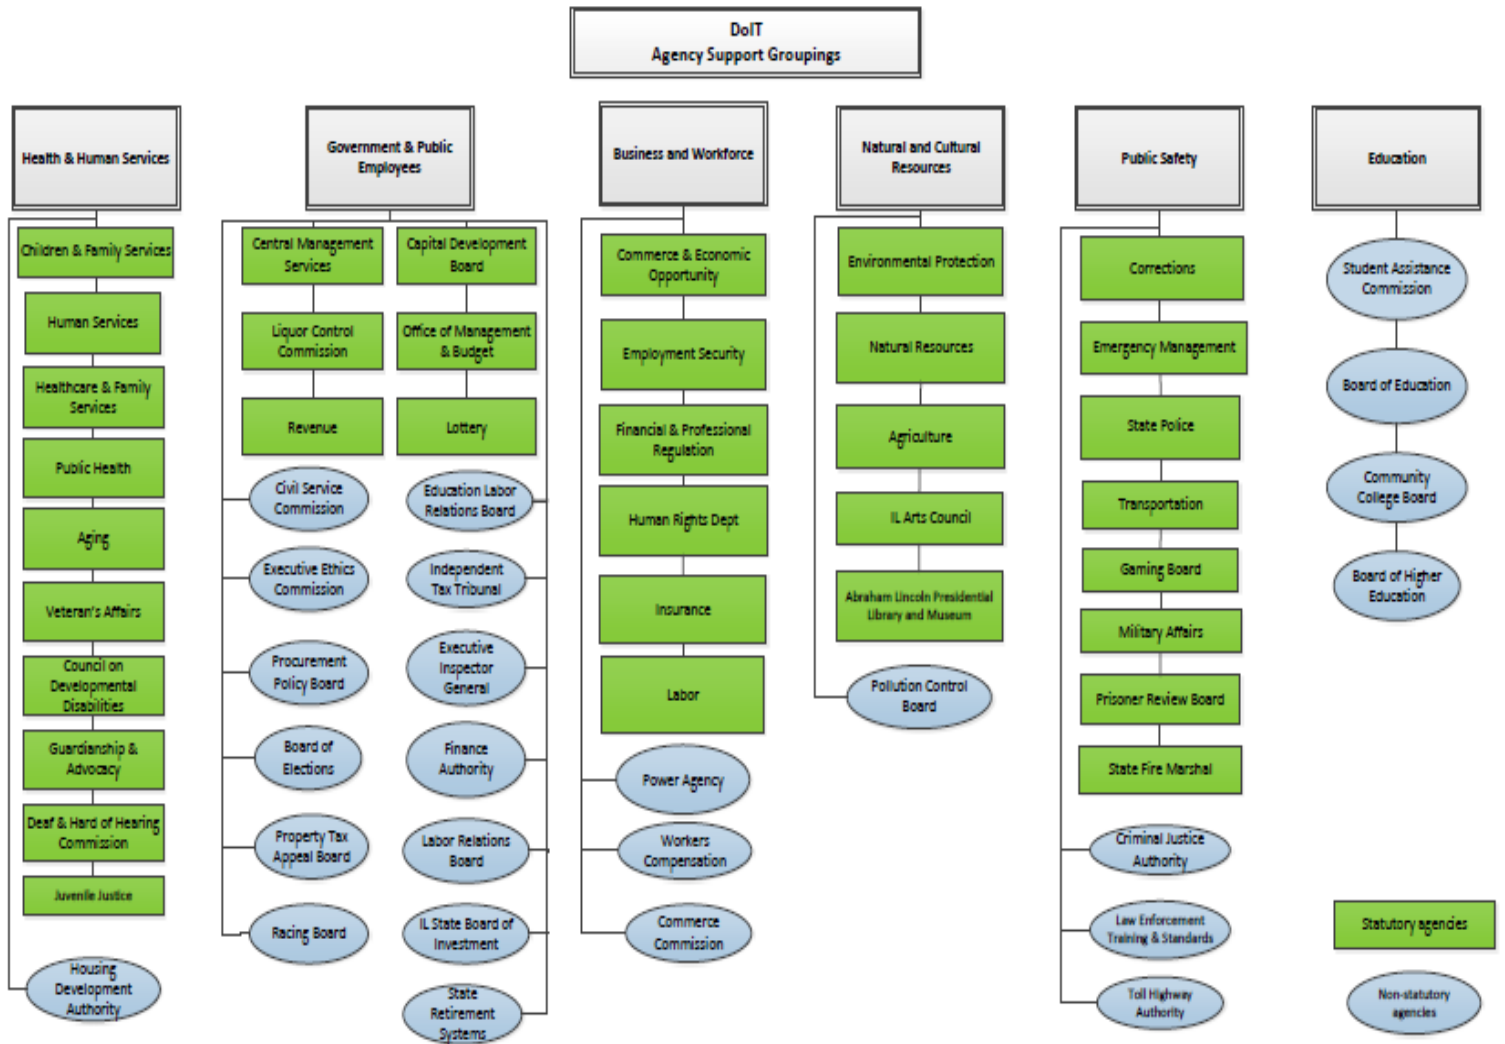 DoIT
Agency Support Groupings
Health & Human Services
Children & Family Services
Human Services
Healthcare & Family
Services
Public Health
Aging
Veteran's Affairs
Council on
Developmental
Disabilities
Guardianship &
Advocacy
Deaf & Hard of Hearing
Commission
Juvenile Justice
Housing
Development
Authority
Government & Public
Employees
Central Management
Services
Liquor Control
Commission
Revenue
Civil Service
Commission
Executive Ethics
Commission
Procurement
Policy Board
Board of
Elections
Property Tax
Appeal Board
Racing Board
Capital Development
Board
Office of Management
& Budget
Lottery
Education Labor
Relations Board
Independent
Tax Tribunal
Executive
Inspector
General
Finance
Authority
Labor Relations
Board
IL State Board of
Investment
State
Retirement
Systems
Business and Workforce
Commerce & Economic
Opportunity
Employment Security
Financial & Professional
Regulation
Human Rights Dept
Insurance
Labor
Power Agency
Workers
Compensation
Commerce
Commission
Natural and Cultural
Resources
Environmental Protection
Natural Resources
Agriculture
IL Arts Council
Abraham Lincoln Presidential
Library and Museum
Pollution Control
Board
Public Safety
Corrections
Emergency Management
State Police
Transportation
Gaming Board
Military Affairs
Prisoner Review Board
State Fire Marshal
Criminal Justice
Authority
Law Enforcement
Training & Standards
Toll Highway
Authority
Education
Student Assistance
Commission
Board of Education
Community
College Board
Board of Higher
Education
Statutory agencies
Non-statutory
agencies